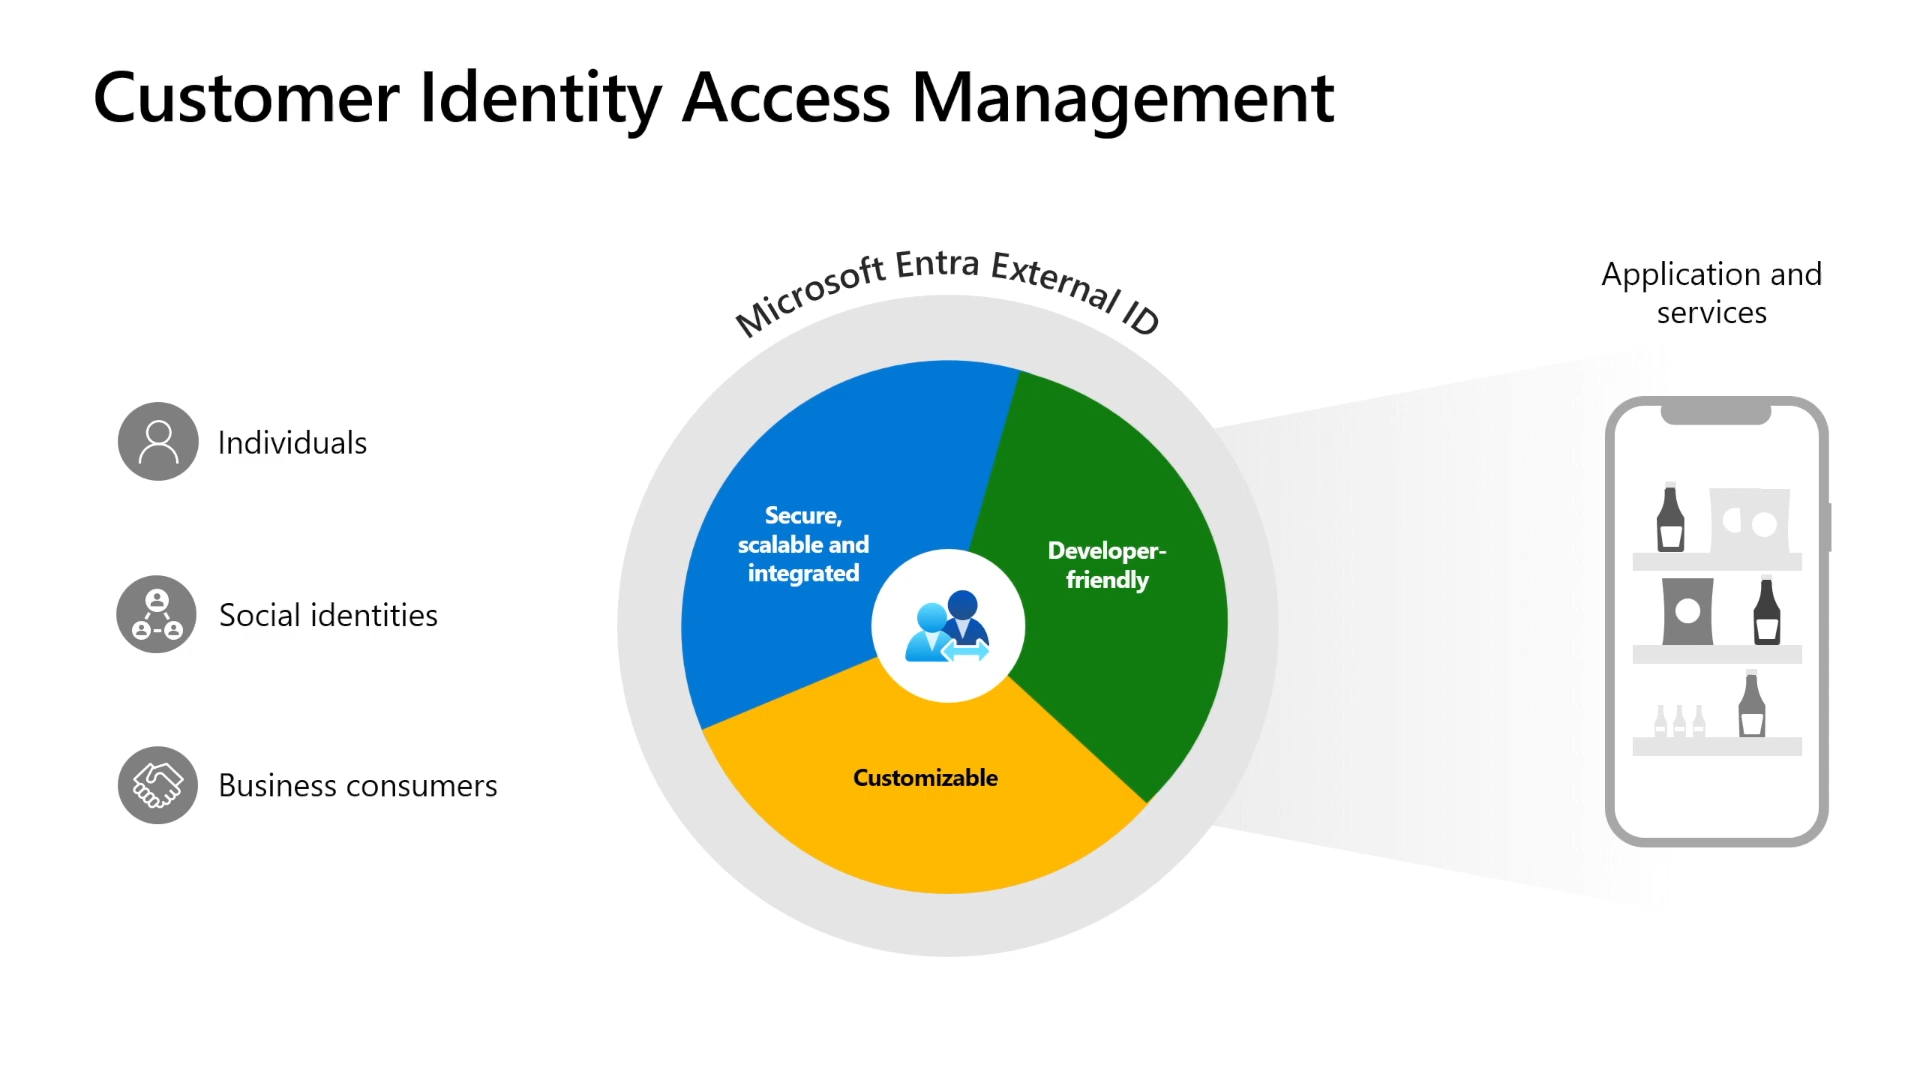 Customer Identity Access Management
Microsoft Entra External ID
Application and
services
Individuals
Social identities
Business consumers
Secure,
scalable and
integrated
Developer-
friendly
Customizable